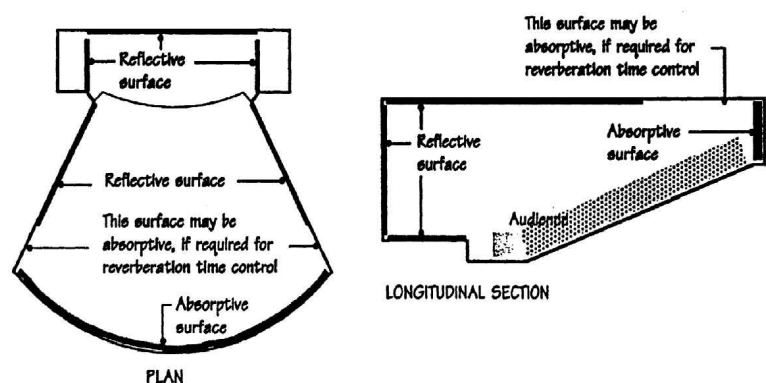 Reflective
surface
Reflective surface
This surface may be
absorptive, if required for
reverberation time control
Absorptive
surface
PLAN
This surface may be
absorptive, if required for
reverberation time control
Reflective
surface
Absorptive
surface
Audience
LONGITUDINAL SECTION